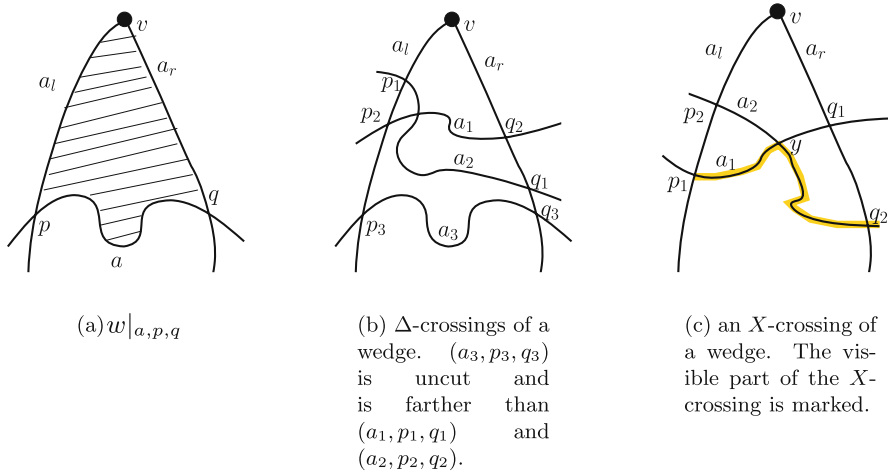 v
a_l
a_r
p
q
a
(a) w|_{a,p,q}
v
a_l
a_r
p_1
p_2
a_1
q_2
a_2
q_1
p_3
a_3
q_3
(b) Δ-crossings of a
wedge. (a_3, p_3, q_3)
is uncut and
is farther than
(a_1, p_1, q_1) and
(a_2, p_2, q_2).
v
a_l
a_r
a_2
p_2
q_1
y
a_1
p_1
q_2
(c) an X-crossing of
a wedge. The vis-
ible part of the X-
crossing is marked.